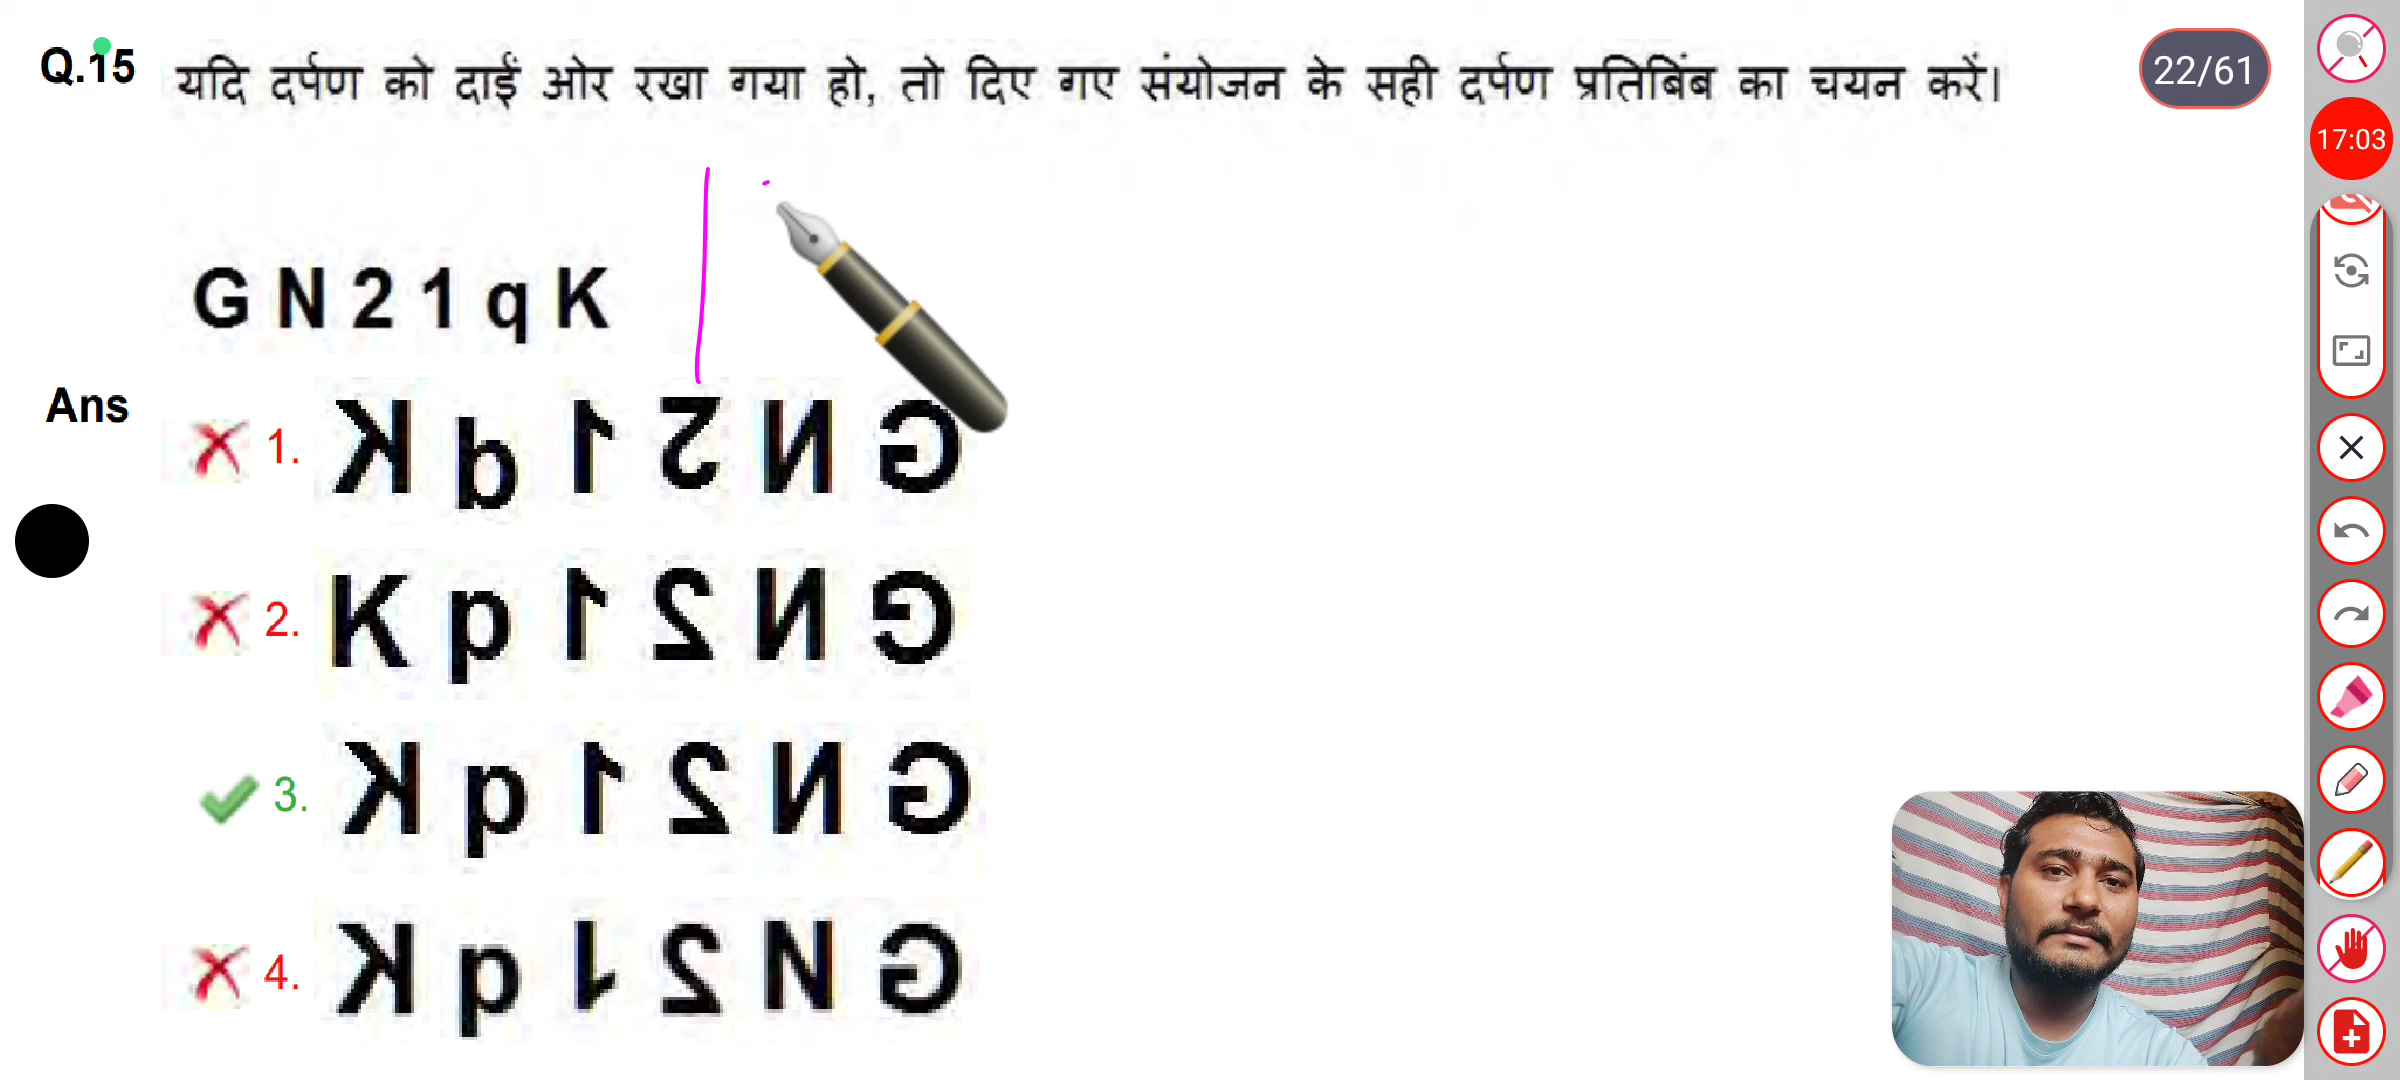 Q.15 यदि दर्पण को दाईं ओर रखा गया हो, तो दिए गए संयोजन के सही दर्पण प्रतिबिंब का चयन करें।
22/61
17:03
G N 2 1 q K
Ans
1.
2.
3.
4.